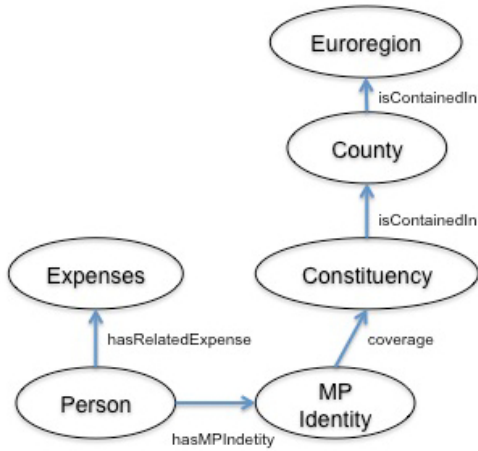 Euroregion
isContainedIn
County
isContainedIn
Expenses
Constituency
hasRelatedExpense
coverage
Person
MP
Identity
hasMPIndetity